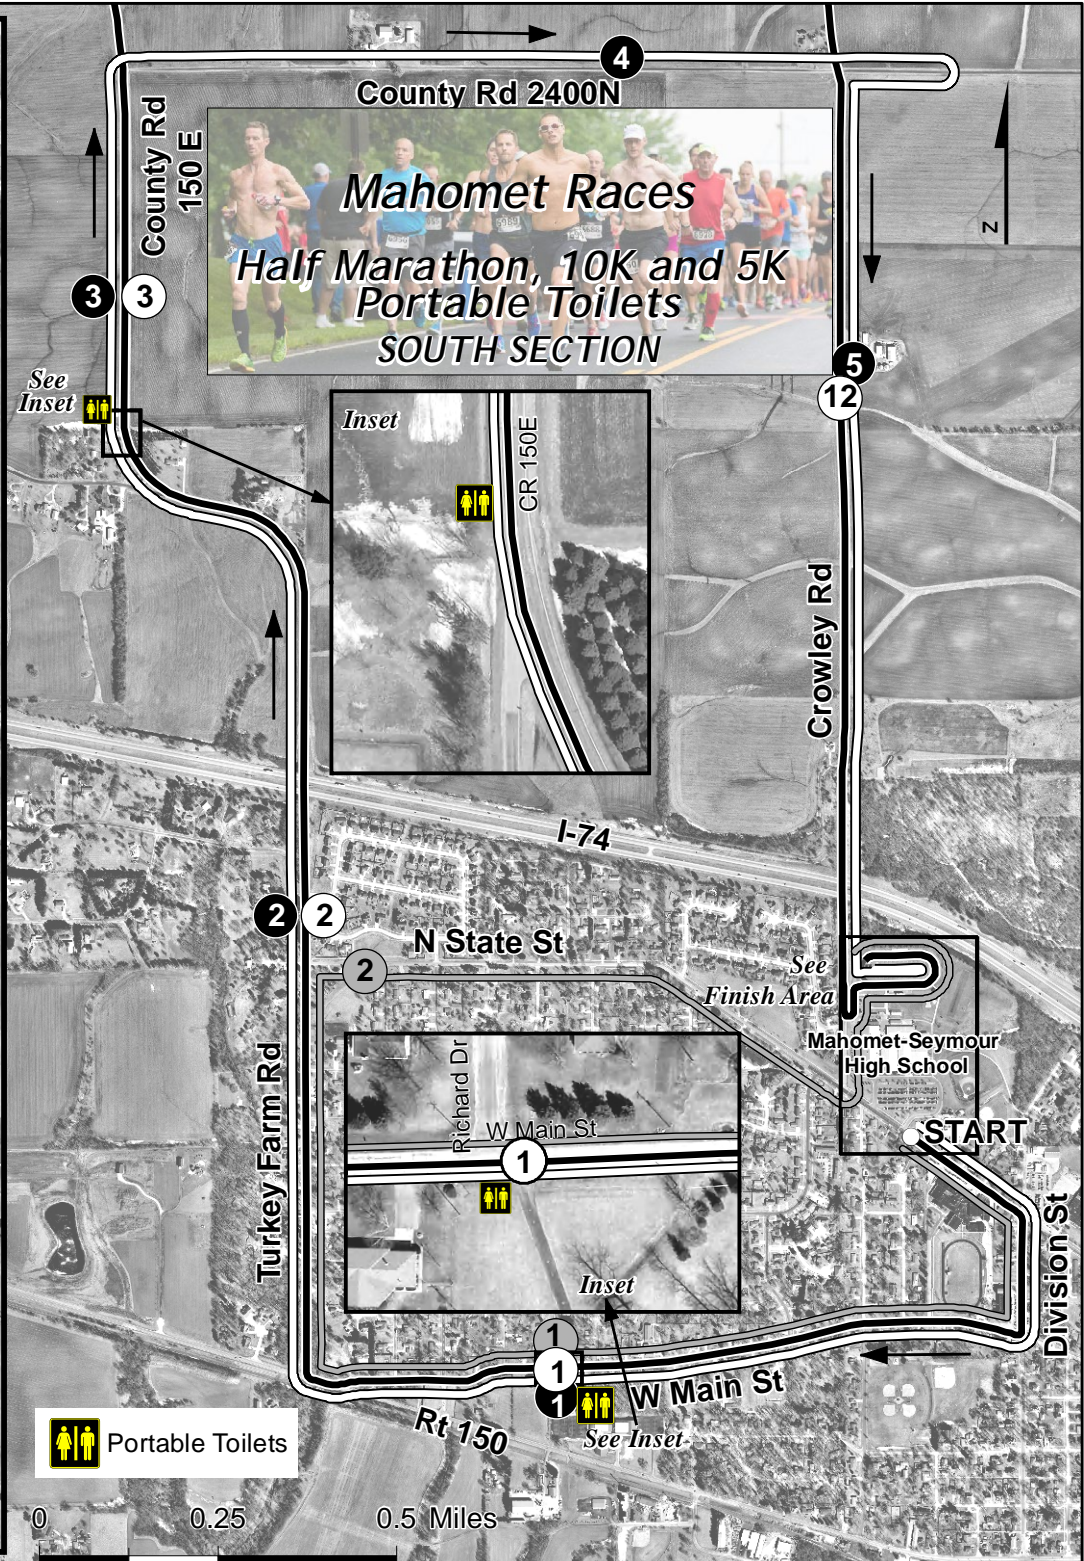 4
County Rd 2400N
County Rd
150 E
Mahomet Races
Half Marathon, 10K and 5K
Portable Toilets
SOUTH SECTION
N
3
3
See
Inset
5
12
Inset
CR 150E
Crowley Rd
I-74
2
2
N State St
2
See
Finish Area
Mahomet-Seymour
High School
START
Richard Dr
W Main St
1
Turkey Farm Rd
Inset
Division St
1
1
1
W Main St
Rt 150
See Inset
Portable Toilets
0
0.25
0.5 Miles